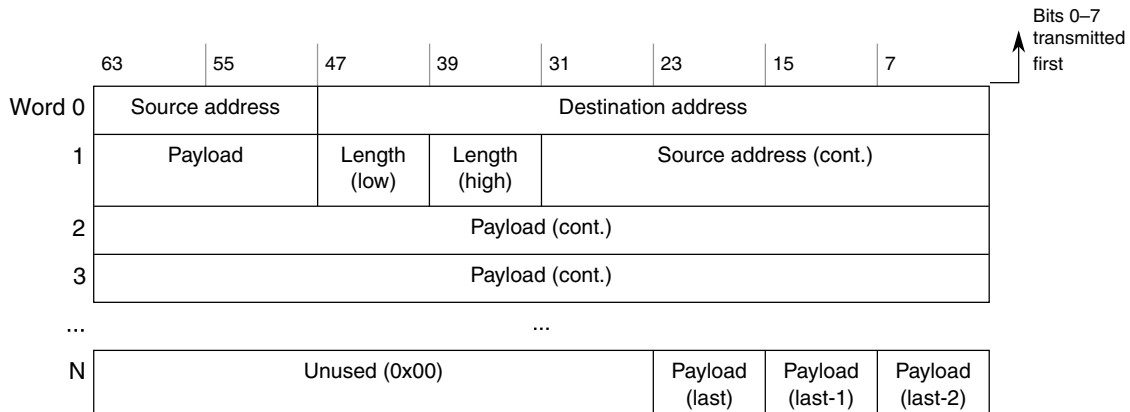 Bits 0–7
transmitted
first
63 55 47 39 31 23 15 7
Word 0 Source address Destination address
1 Payload Length (low) Length (high) Source address (cont.)
2 Payload (cont.)
3 Payload (cont.)
... ...
N Unused (0x00) Payload (last) Payload (last-1) Payload (last-2)